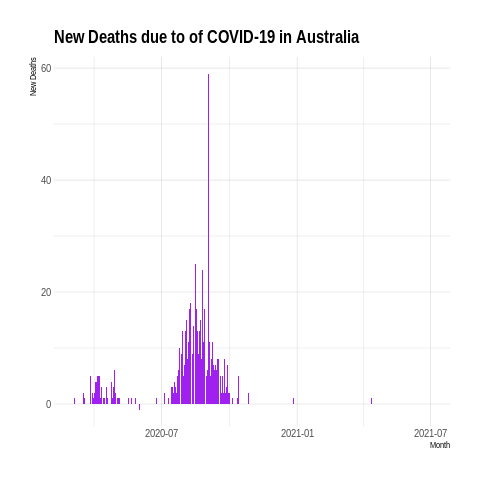 New Deaths due to of COVID-19 in Australia
New Deaths
60
40
20
0
2020-07
2021-01
2021-07
Month